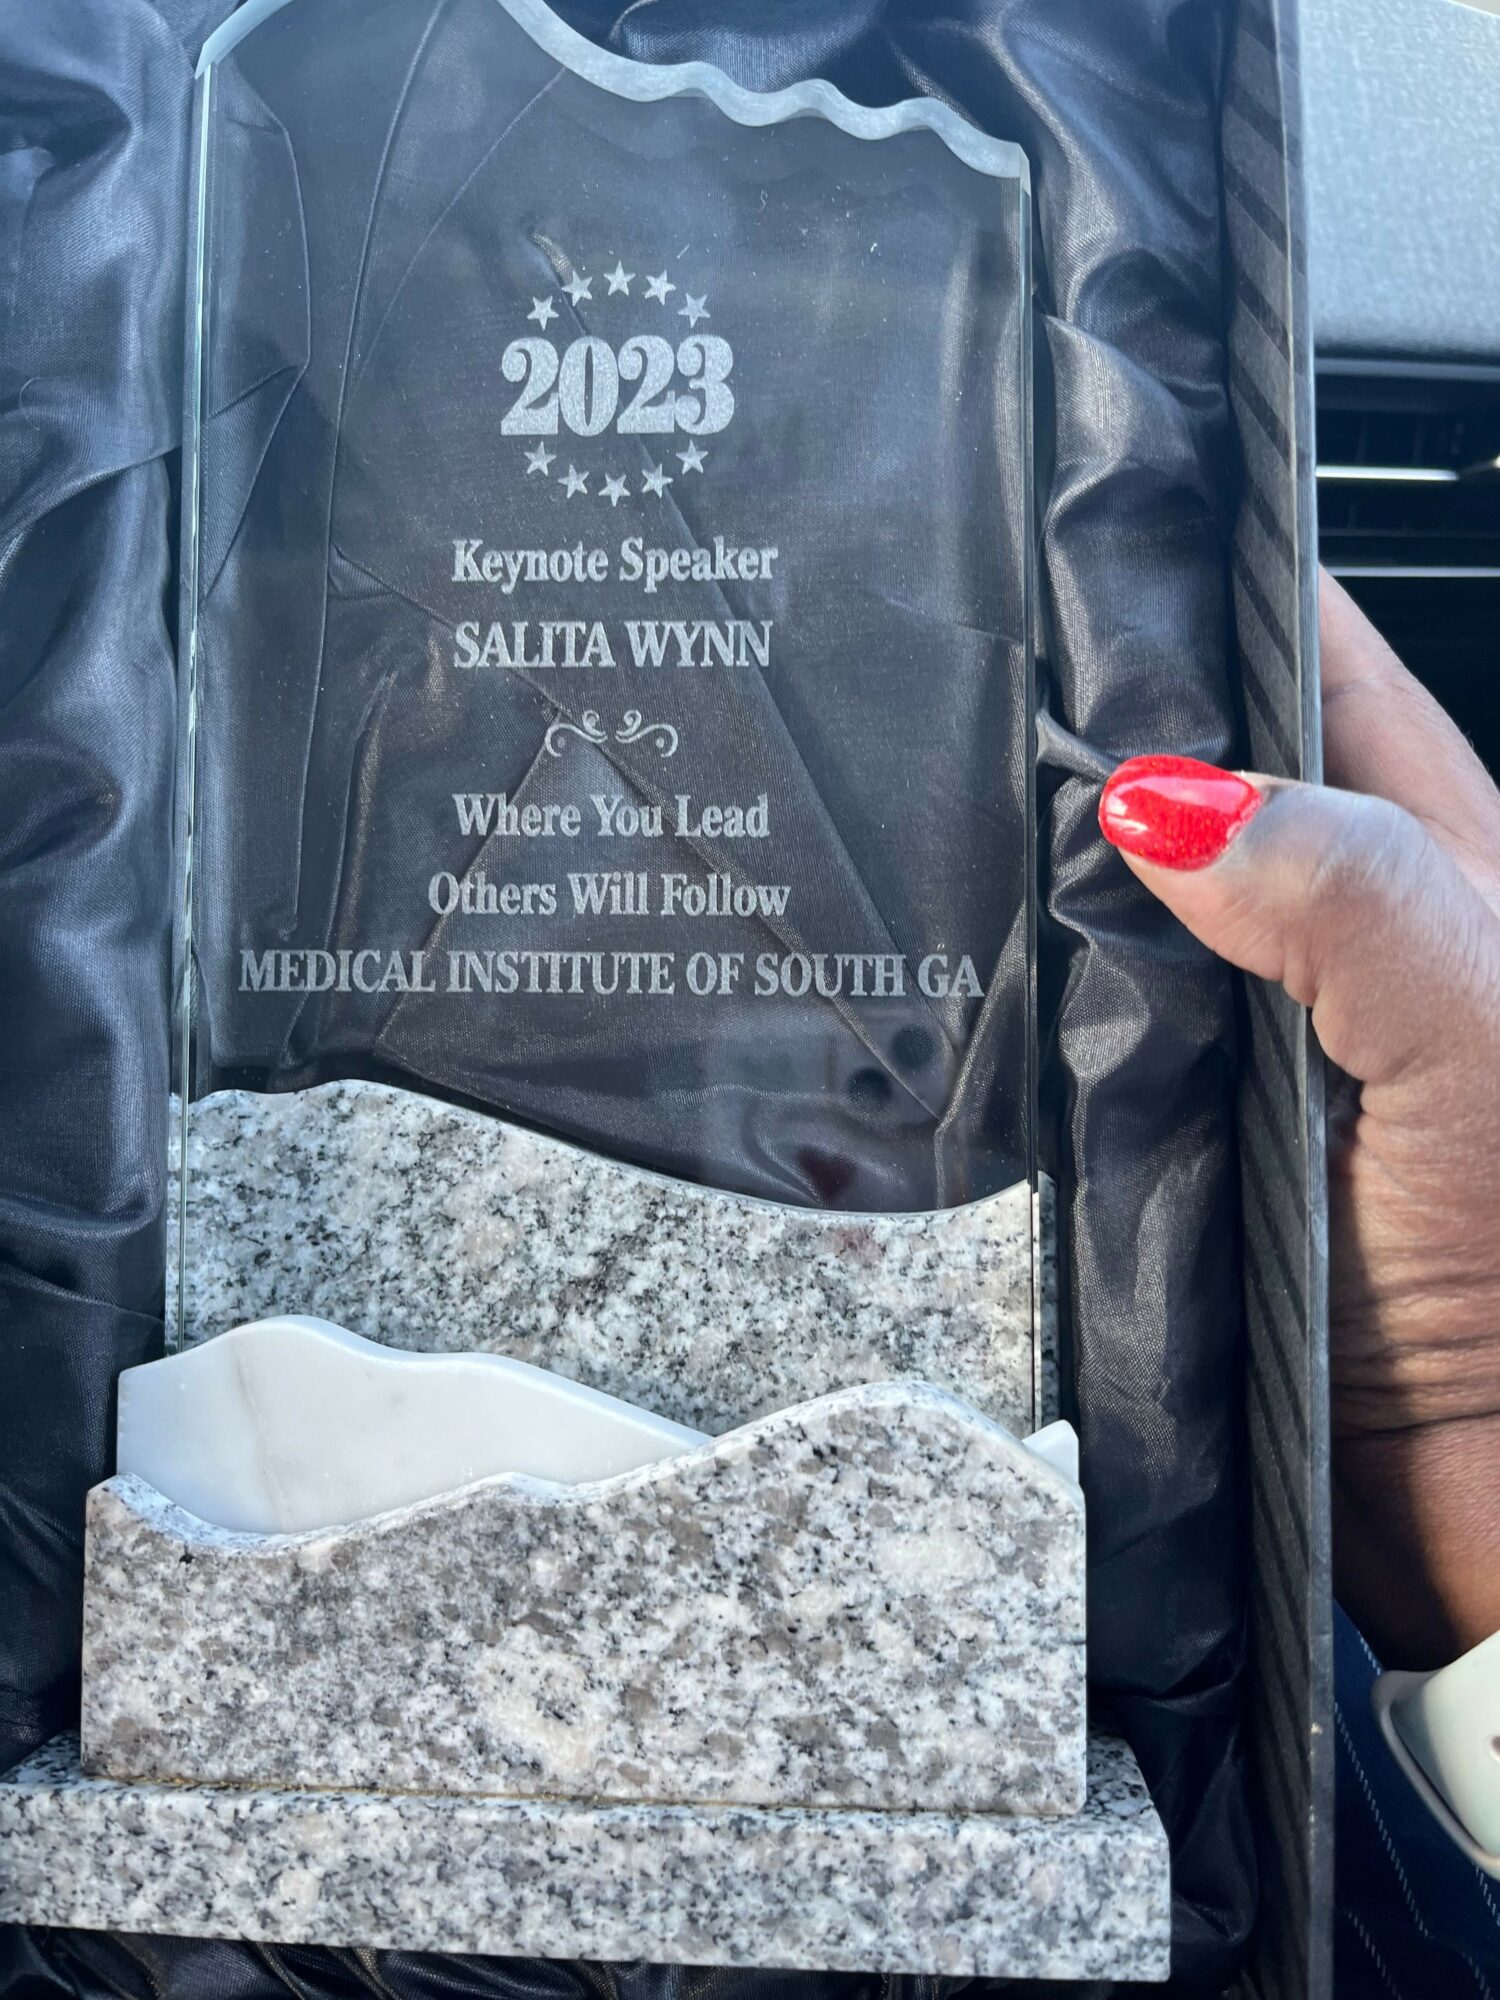 2023
Keynote Speaker
SALITA WYNN
Where You Lead
Others Will Follow
MEDICAL INSTITUTE OF SOUTH GA